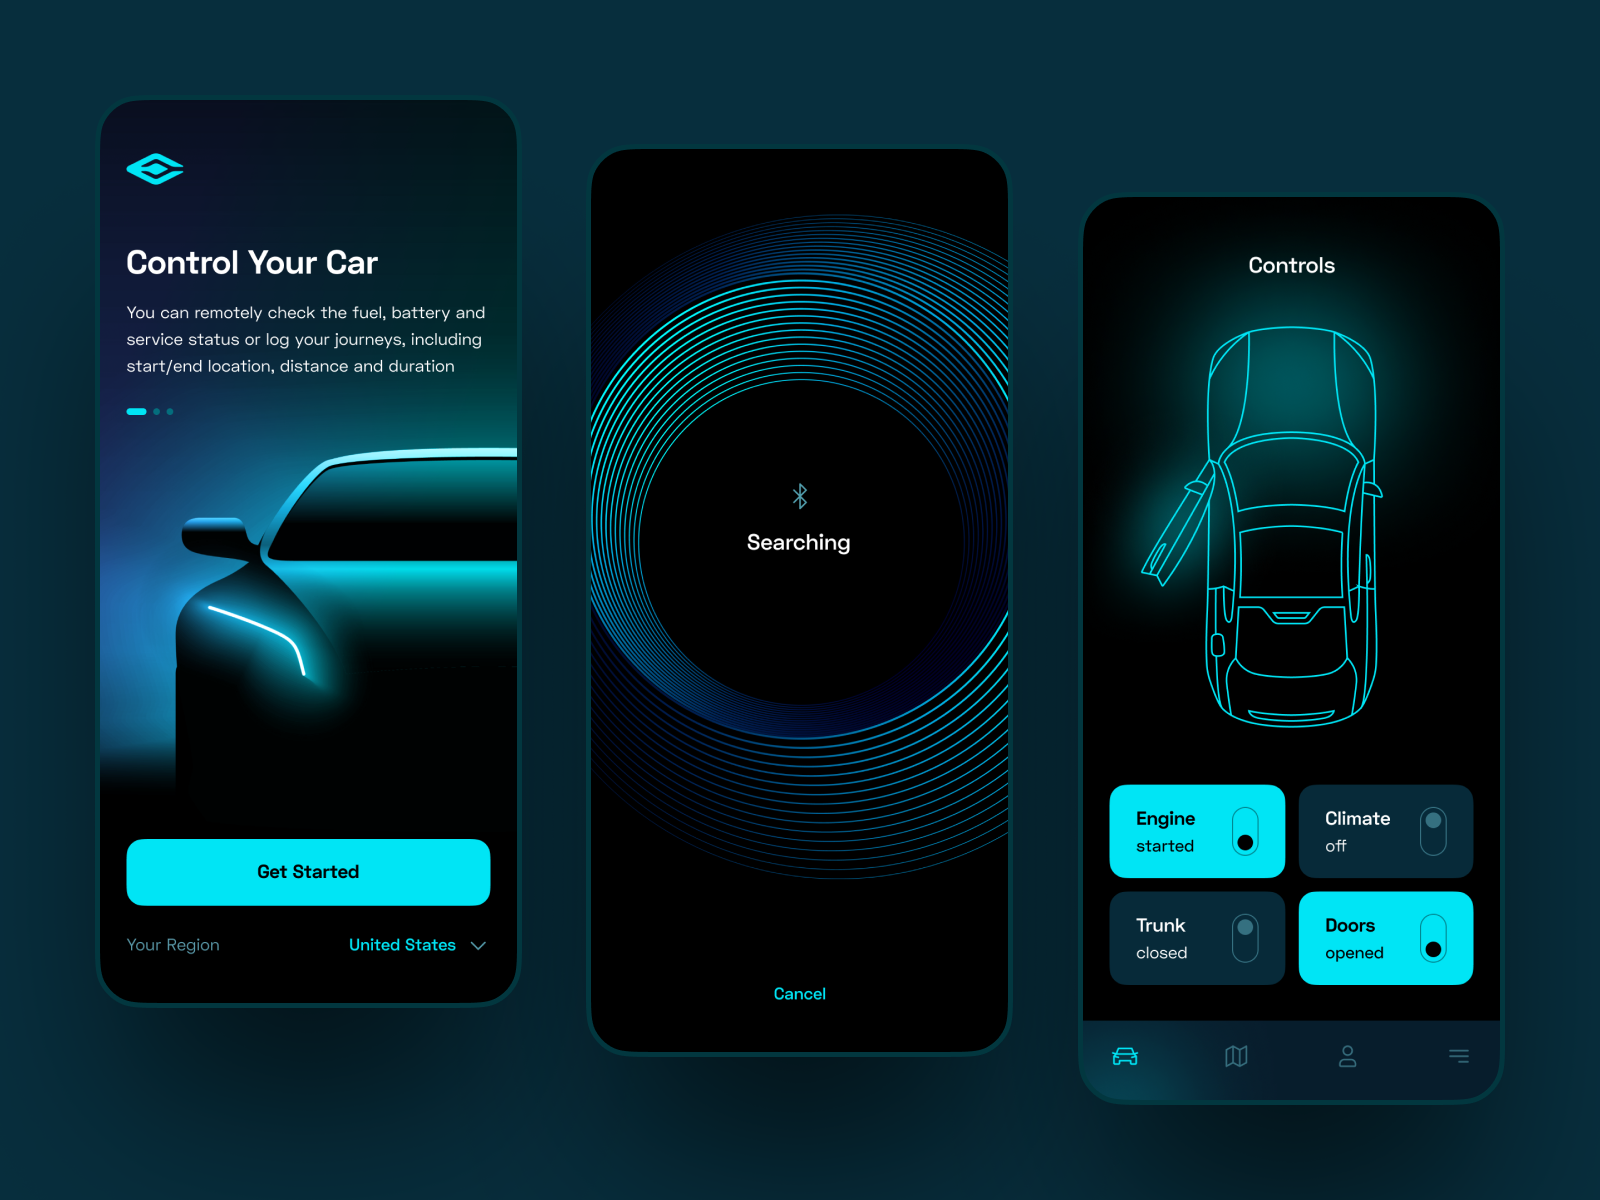 Control Your Car
You can remotely check the fuel, battery and
service status or log your journeys, including
start/end location, distance and duration
Get Started
Your Region
United States
Searching
Cancel
Controls
Engine
started
Climate
off
Trunk
closed
Doors
opened